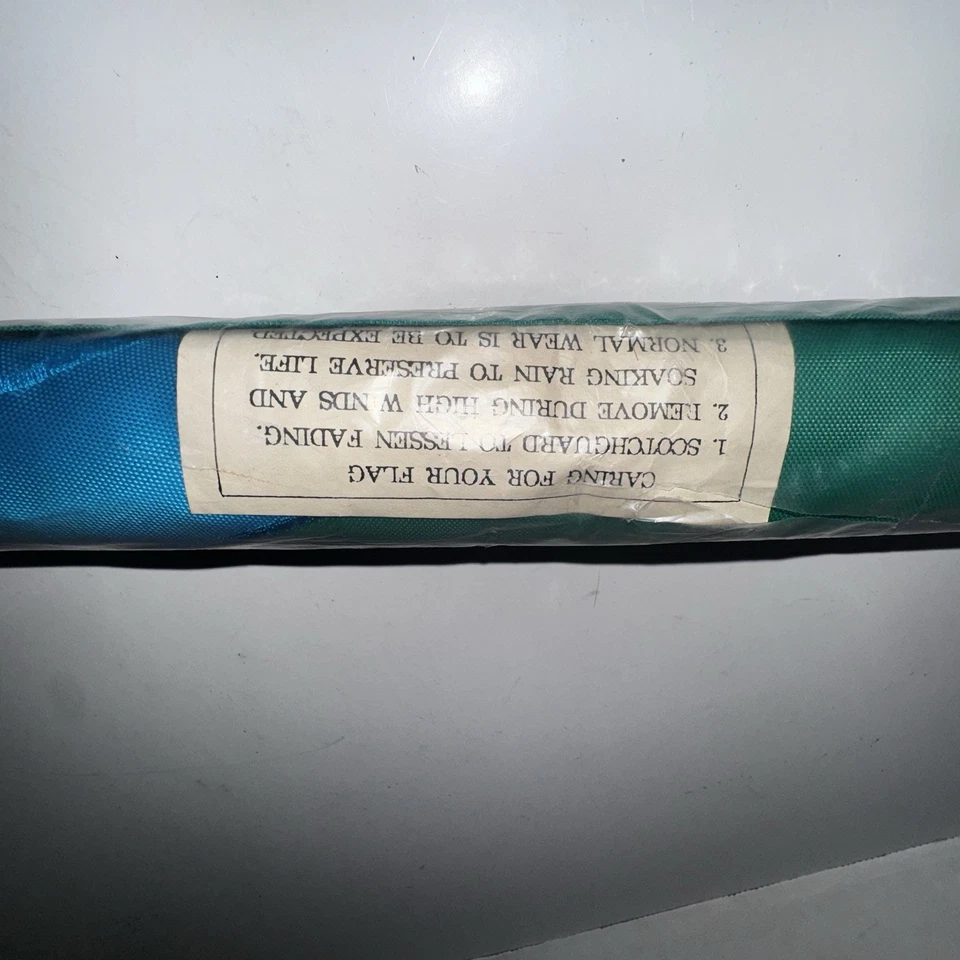 CARING FOR YOUR FLAG
1. SCOTCHGUARD TO LESSEN FADING.
2. REMOVE DURING HIGH WINDS AND
SOAKING RAIN TO PRESERVE LIFE.
3. NORMAL WEAR IS TO BE EXPECTED